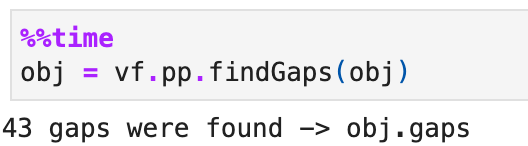 %%time
obj = vf.pp.findGaps(obj)
43 gaps were found -> obj.gaps